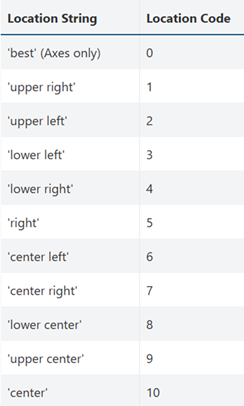 Location String Location Code
'best' (Axes only) 0
'upper right' 1
'upper left' 2
'lower left' 3
'lower right' 4
'right' 5
'center left' 6
'center right' 7
'lower center' 8
'upper center' 9
'center' 10